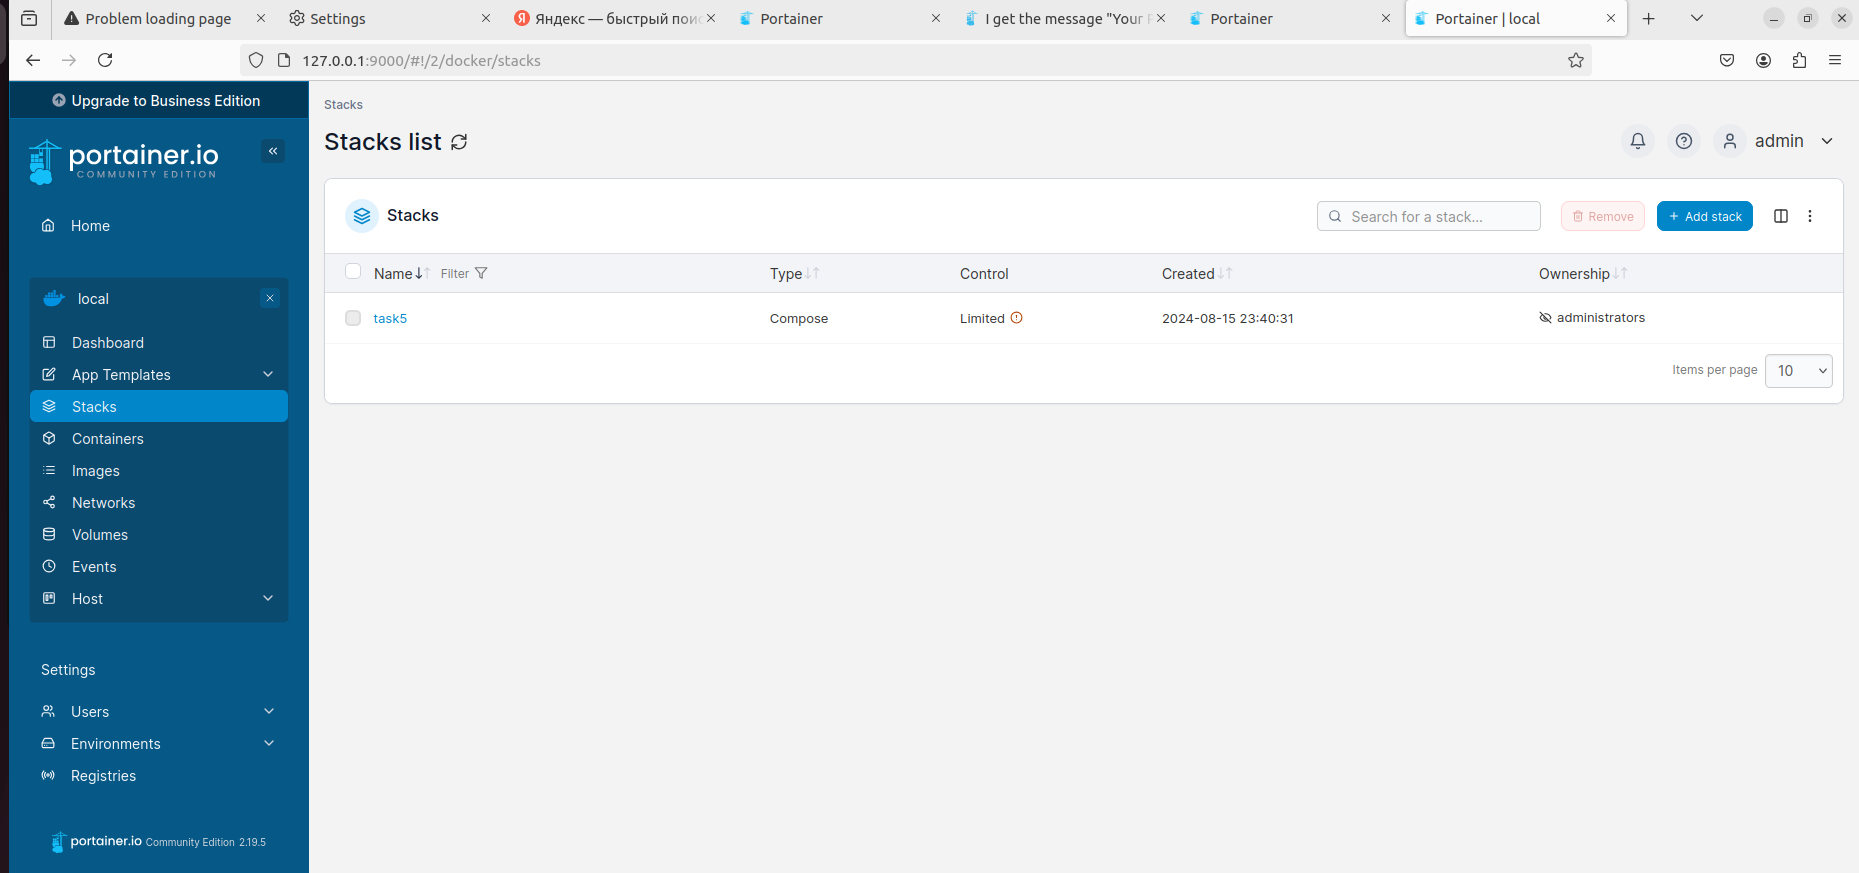 Problem loading page
Settings
Яндекс — быстрый пои
Portainer
I get the message "Your
Portainer
Portainer | local
127.0.0.1:9000/#!/2/docker/stacks
Upgrade to Business Edition
portainer.io
COMMUNITY EDITION
Home
local
Dashboard
App Templates
Stacks
Containers
Images
Networks
Volumes
Events
Host
Settings
Users
Environments
Registries
portainer.io Community Edition 2.19.5
Stacks
Stacks list
admin
Stacks
Search for a stack...
Remove
+ Add stack
Name Filter Type Control Created Ownership
task5 Compose Limited 2024-08-15 23:40:31 administrators
Items per page 10